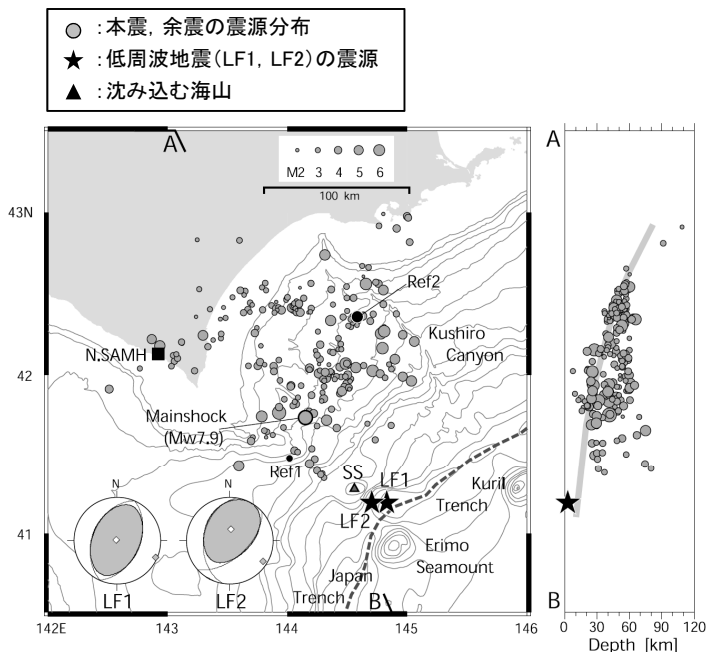 ：本震，余震の震源分布
：低周波地震（LF1，LF2）の震源
：沈み込む海山
A
M2 3 4 5 6
100 km
43N
Ref2
Kushiro
Canyon
N.SAMH
42
Mainshock
(Mw7.9)
Ref1
SS
LF1
LF2
Kuril
Trench
41
Erimo
Seamount
Japan
Trench
B
N
LF1
N
LF2
142E 143 144 145 146
A
B
0 30 60 90 120
Depth [km]